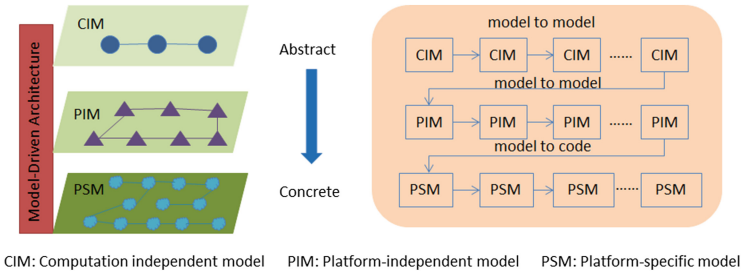 CIM
PIM
PSM
Model-Driven Architecture
Abstract
Concrete
model to model
CIM CIM CIM ...... CIM
model to model
PIM PIM PIM ...... PIM
model to code
PSM PSM PSM ...... PSM
CIM: Computation independent model PIM: Platform-independent model PSM: Platform-specific model